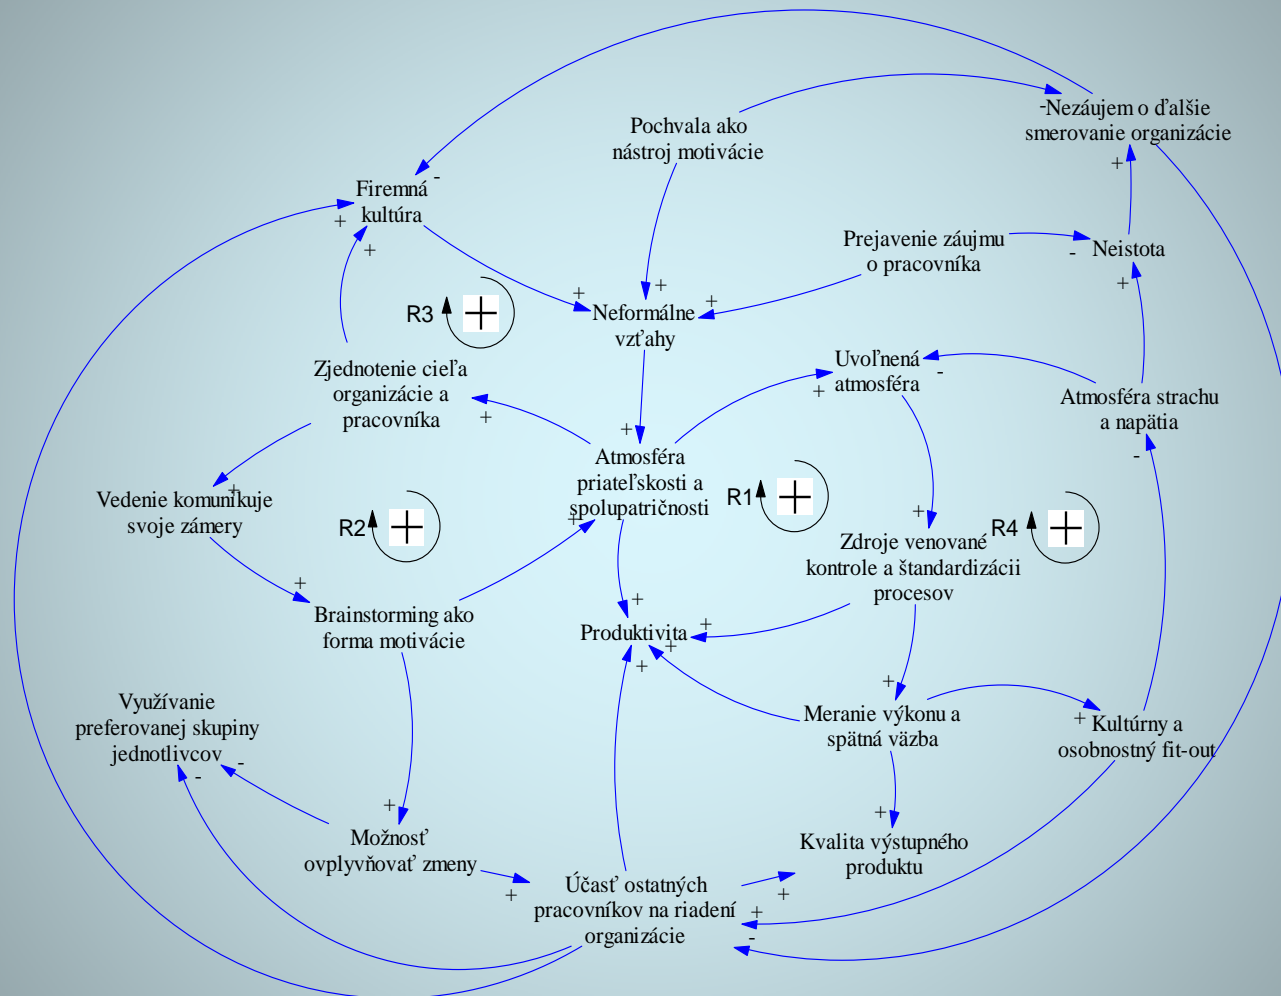 -Nezáujem o ďalšie
smerovanie organizácie
Pochvala ako
nástroj motivácie
+
-
Firemná
kultúra
+
+
Prejavenie záujmu
o pracovníka
-
Neistota
+
+
+
+
R3
Neformálne
vzťahy
Zjednotenie cieľa
organizácie a
pracovníka
+
Uvoľnená
atmosféra
-
+
Atmosféra strachu
a napätia
-
+
Atmosféra
priateľskosti a
spolupatričnosti
+
Vedenie komunikuje
svoje zámery
+
R2
R1
+
R4
Zdroje venované
kontrole a štandardizácii
procesov
+
Brainstorming ako
forma motivácie
+
Produktivita
+
+
+
+
Meranie výkonu a
spätná väzba
+
Kultúrny a
osobnostný fit-out
Využívanie
preferovanej skupiny
jednotlivcov
-
-
+
Možnosť
ovplyvňovať zmeny
+
+
Kvalita výstupného
produktu
+
Účasť ostatných
pracovníkov na riadení
organizácie
+
-